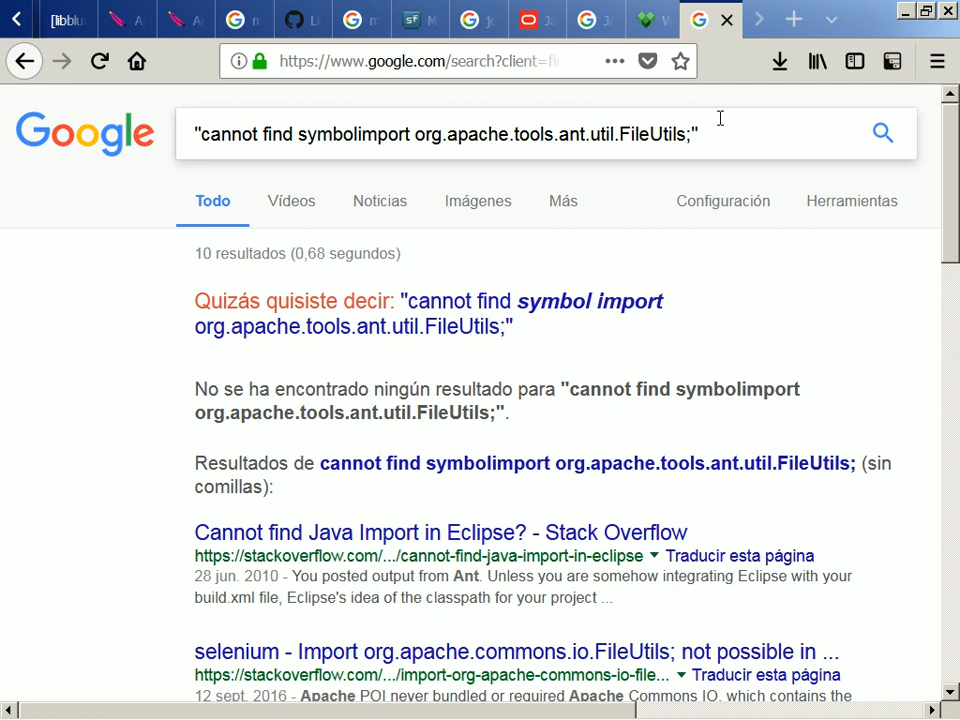 [libblu
A
A
m
Li
m
sf M
jc
O
JA
W
https://www.google.com/search?client=fir
Google
"cannot find symbolimport org.apache.tools.ant.util.FileUtils;"
Todo Vídeos Noticias Imágenes Más Configuración Herramientas
10 resultados (0,68 segundos)
Quizás quisiste decir: "cannot find symbol import
org.apache.tools.ant.util.FileUtils;"
No se ha encontrado ningún resultado para "cannot find symbolimport
org.apache.tools.ant.util.FileUtils;".
Resultados de cannot find symbolimport org.apache.tools.ant.util.FileUtils; (sin
comillas):
Cannot find Java Import in Eclipse? - Stack Overflow
https://stackoverflow.com/.../cannot-find-java-import-in-eclipse Traducir esta página
28 jun. 2010 - You posted output from Ant. Unless you are somehow integrating Eclipse with your
build.xml file, Eclipse's idea of the classpath for your project ...
selenium - Import org.apache.commons.io.FileUtils; not possible in ...
https://stackoverflow.com/.../import-org-apache-commons-io-file... Traducir esta página
12 sept. 2016 - Apache POI never bundled or required Apache Commons IO, which contains the